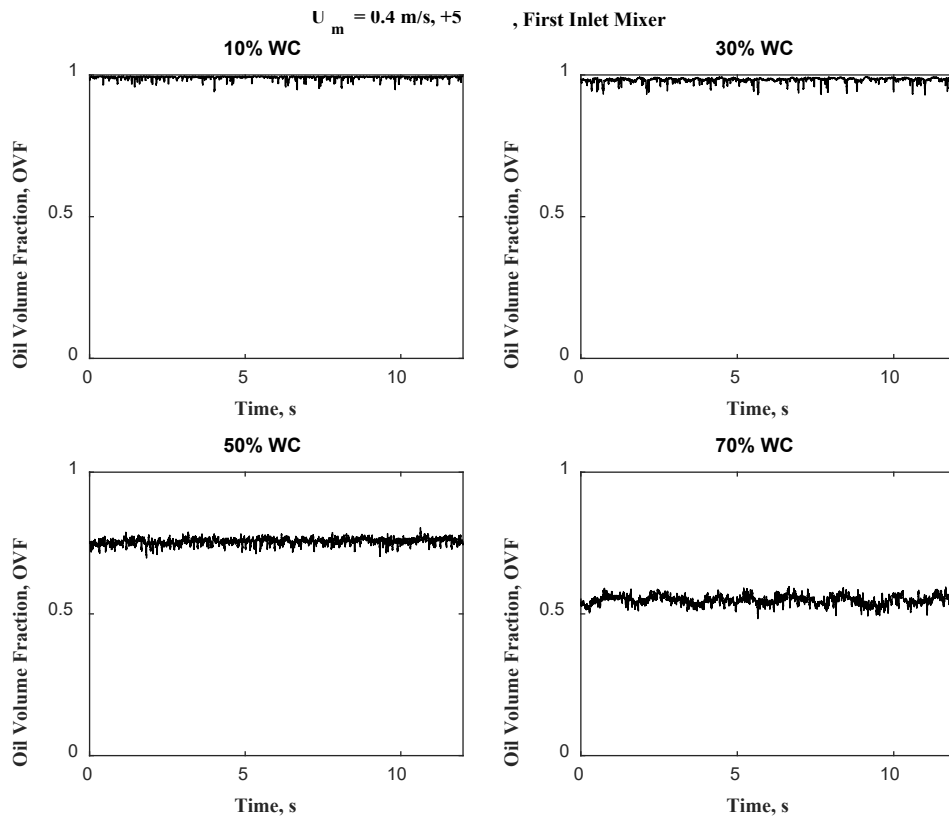 U m = 0.4 m/s, +5 , First Inlet Mixer
10% WC
30% WC
1
0.5
0
Oil Volume Fraction, OVF
0 5 10
Time, s
1
0.5
0
Oil Volume Fraction, OVF
0 5 10
Time, s
50% WC
70% WC
1
0.5
0
Oil Volume Fraction, OVF
0 5 10
Time, s
1
0.5
0
Oil Volume Fraction, OVF
0 5 10
Time, s